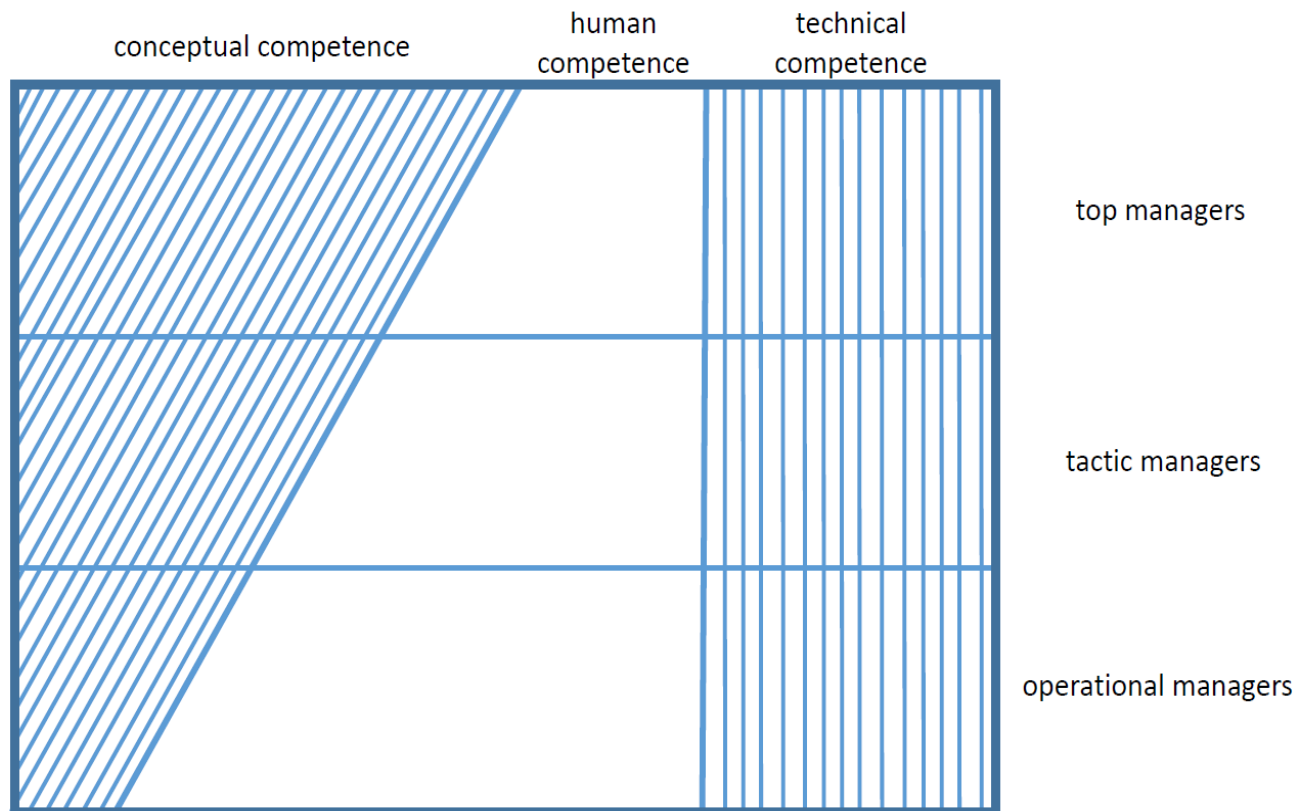 conceptual competence
human
competence
technical
competence
top managers
tactic managers
operational managers